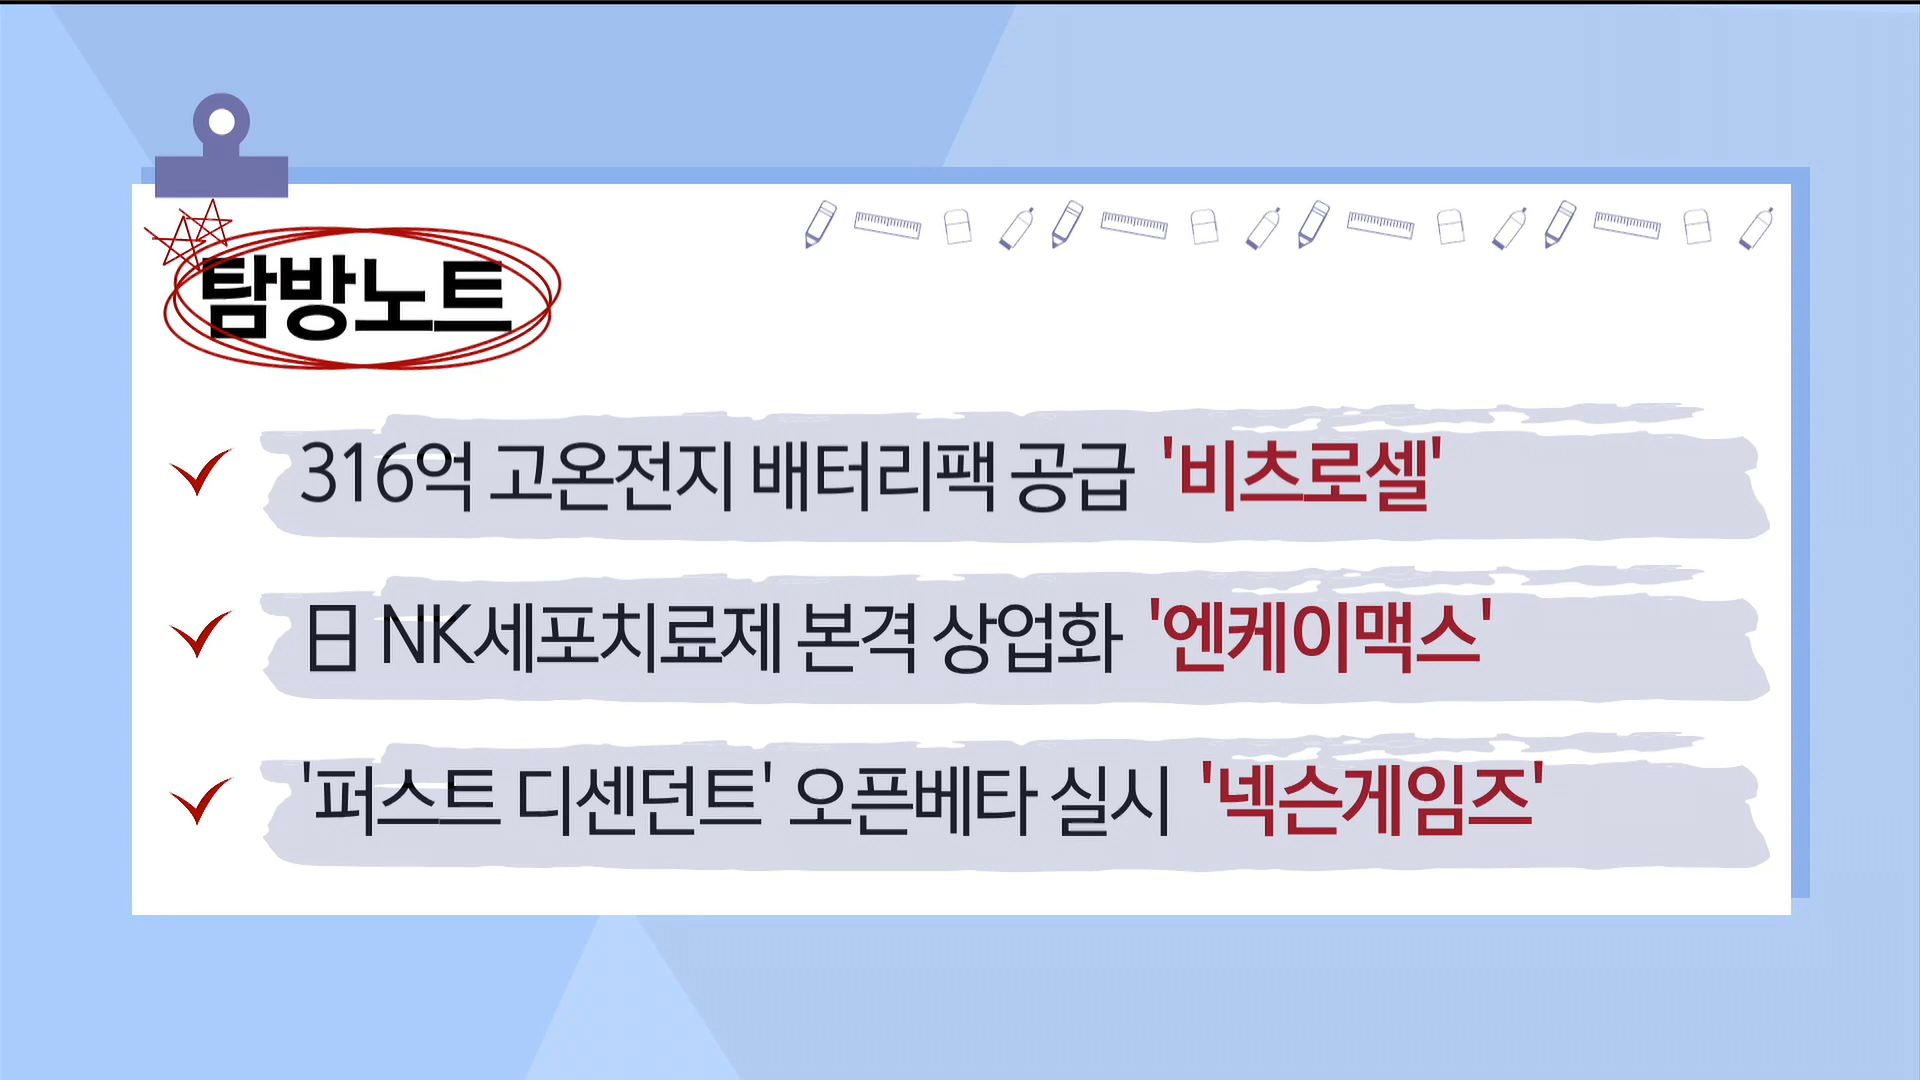 탐방노트
316억 고온전지 배터리팩 공급 '비츠로셀'
日 NK세포치료제 본격 상업화 '엔케이맥스'
'퍼스트 디센던트' 오픈베타 실시 '넥슨게임즈'